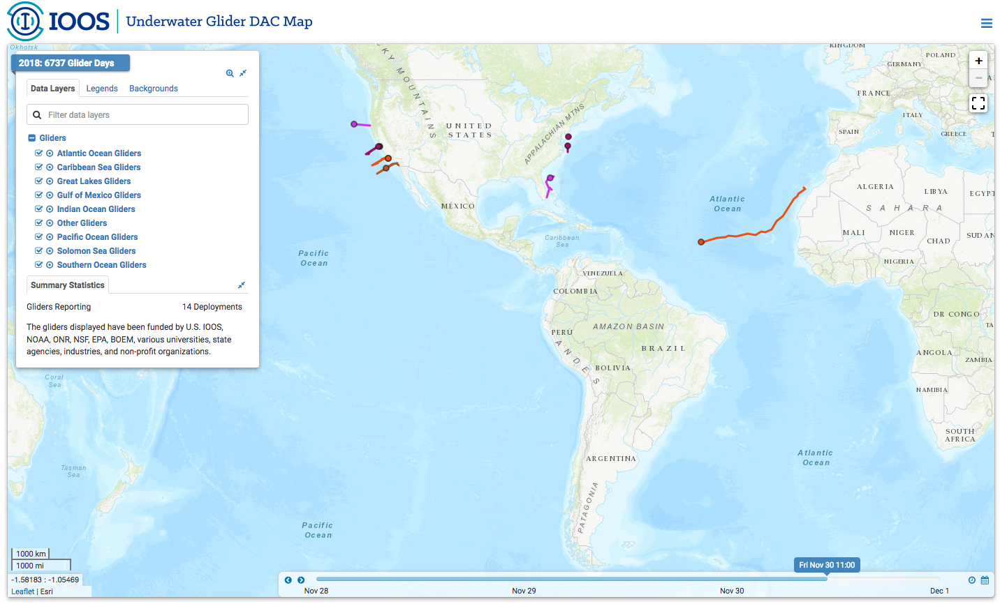 IOOS
Underwater Glider DAC Map
Okhotsk
2018: 6737 Glider Days
Data Layers
Legends
Backgrounds
Filter data layers
Gliders
Atlantic Ocean Gliders
Caribbean Sea Gliders
Great Lakes Gliders
Gulf of Mexico Gliders
Indian Ocean Gliders
Other Gliders
Pacific Ocean Gliders
Solomon Sea Gliders
Southern Ocean Gliders
Summary Statistics
Gliders Reporting
14 Deployments
The gliders displayed have been funded by U.S. IOOS,
NOAA, ONR, NSF, EPA, BOEM, various universities, state
agencies, industries, and non-profit organizations.
KY MOUNTAINS
UNITED
STATES
APPALACHIAN MTNS
MÉXICO
Pacific
Ocean
Caribbean
Sea
Atlantic
Ocean
KINGDOM
POLAND
GERMANY
FRANCE
ITALY
SPAIN
GREECE
ALGERIA
LIBYA
EGYPT
SAHARA
MALI
NIGER
CHAD
SUDAN
NIGERIA
VENEZUELA
COLOMBIA
AMAZON BASIN
PERU
BRAZIL
ANDES
BOLIVIA
DR CONGO
TA
ANGOLA
ZAMBIA
NAMIBIA
SOUTH
AFRICA
Coral
Sea
Tasman
Sea
ARGENTINA
PATAGONIA
Atlantic
Ocean
Pacific
Ocean
+
−
1000 km
1000 mi
-1.58183 : -1.05469
Leaflet | Esri
Fri Nov 30 11:00
Nov 28
Nov 29
Nov 30
Dec 1